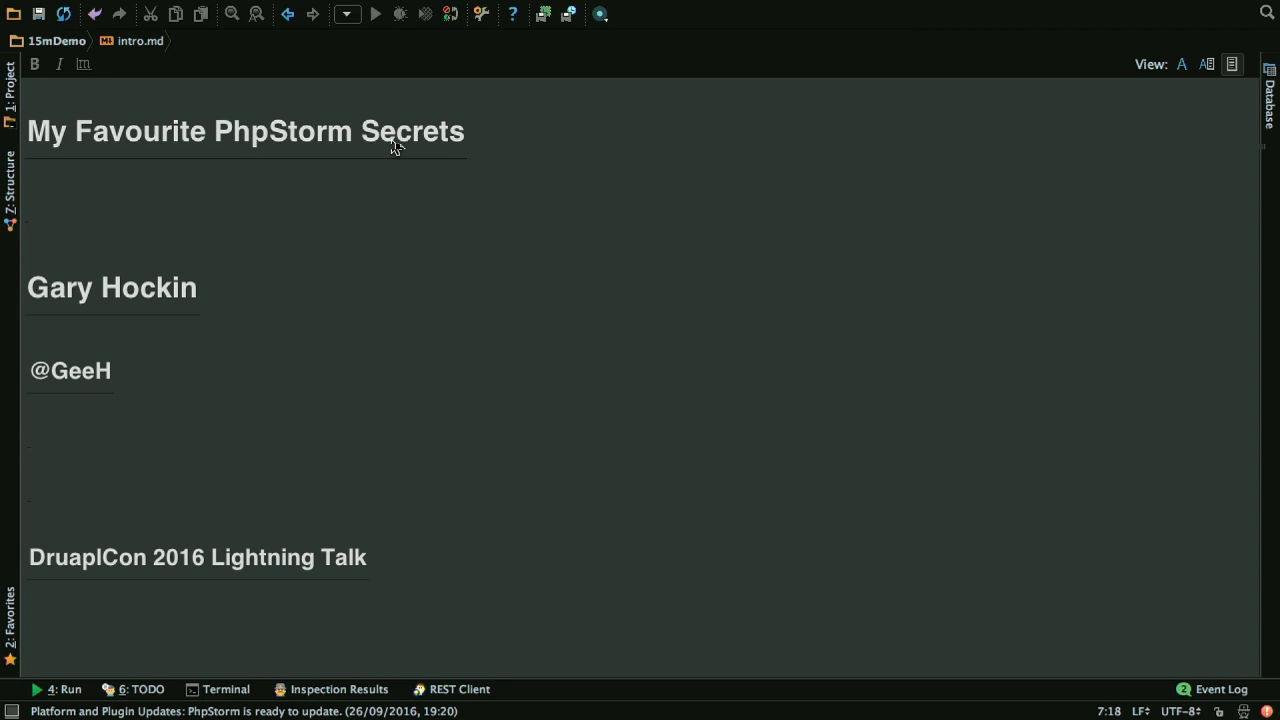 15mDemo intro.md
B I
View: A
1: Project
Database
My Favourite PhpStorm Secrets
Z: Structure
Gary Hockin
@GeeH
DruaplCon 2016 Lightning Talk
2: Favorites
4: Run 6: TODO Terminal Inspection Results REST Client 2 Event Log
Platform and Plugin Updates: PhpStorm is ready to update. (26/09/2016, 19:20) 7:18 LF UTF-8